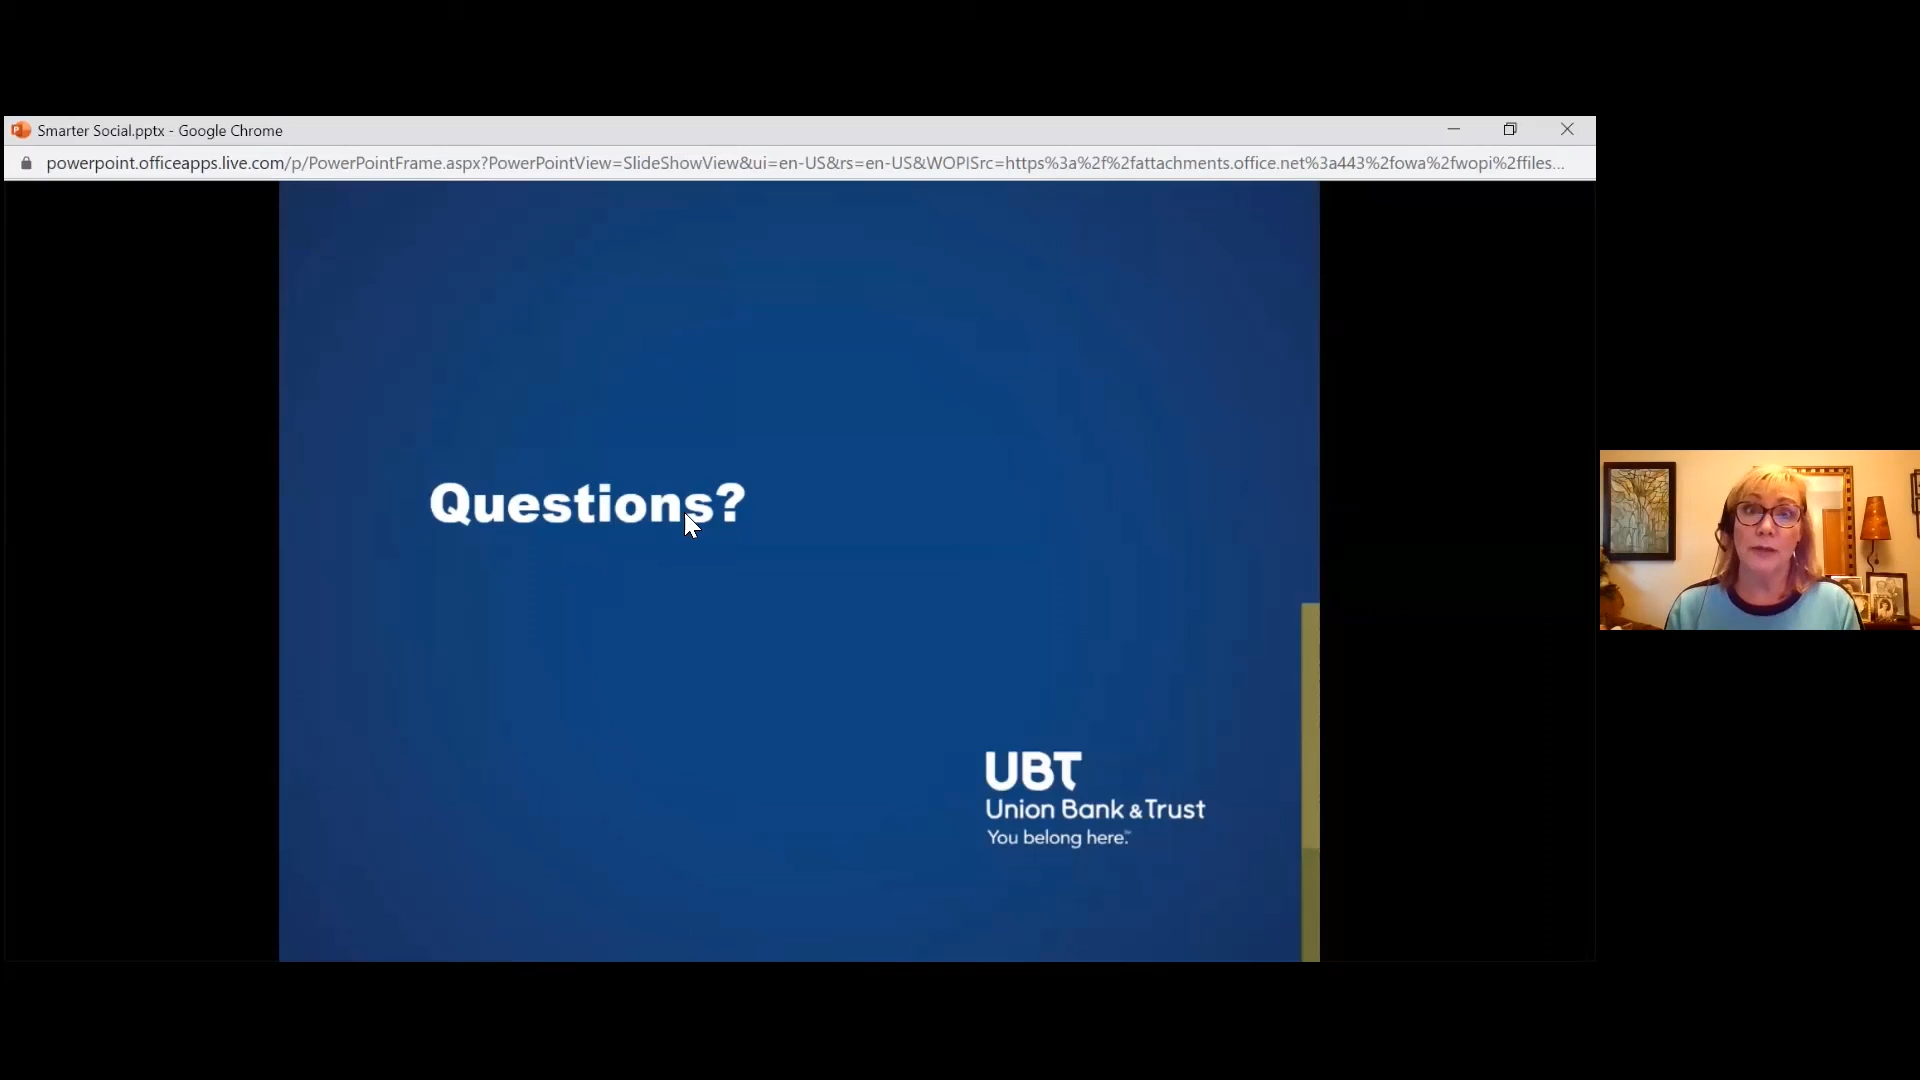 Smarter Social.pptx - Google Chrome
powerpoint.officeapps.live.com/p/PowerPointFrame.aspx?PowerPointView=SlideShowView&ui=en-US&rs=en-US&WOPISrc=https%3a%2f%2fattachments.office.net%3a443%2fowa%2fwopi%2ffiles...
Questions?
UBT
Union Bank & Trust
You belong here.™